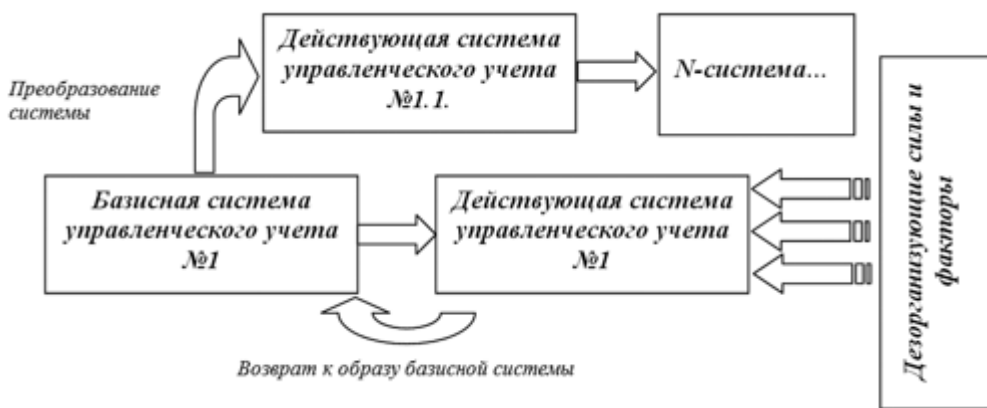 Действующая система
управленческого учета
№1.1.
N-система...
Преобразование
системы
Базисная система
управленческого учета
№1
Действующая система
управленческого учета
№1
Дезорганизующие силы и
факторы
Возврат к образу базисной системы